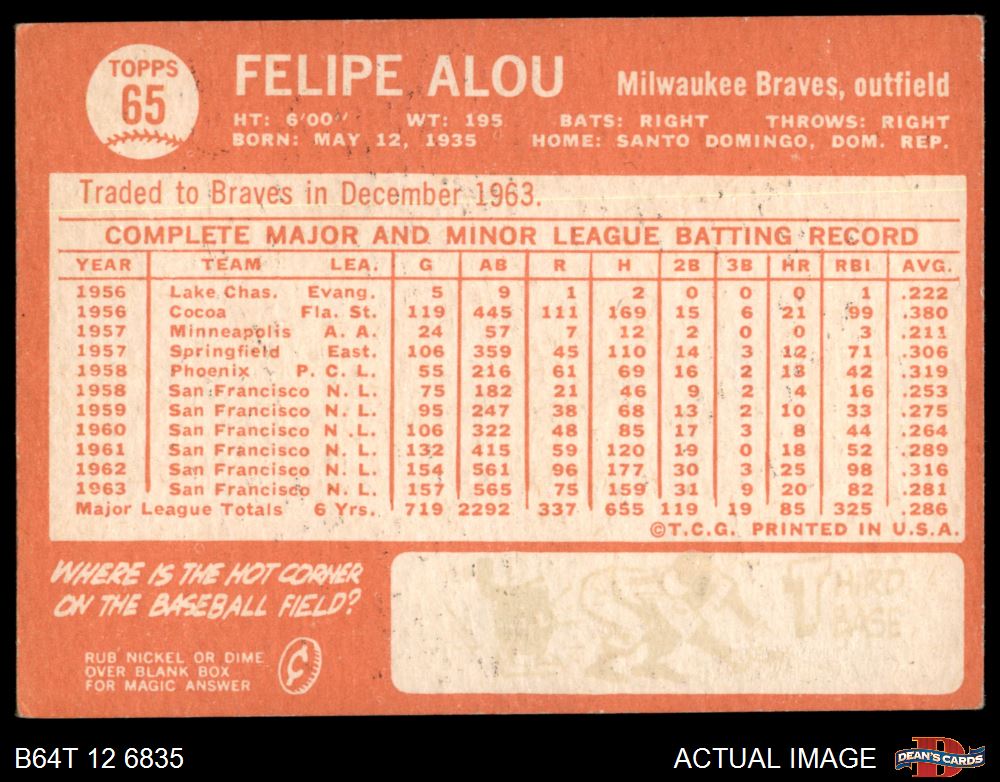 TOPPS
65
FELIPE ALOU Milwaukee Braves, outfield
HT: 6'00" WT: 195 BATS: RIGHT THROWS: RIGHT
BORN: MAY 12, 1935 HOME: SANTO DOMINGO, DOM. REP.
Traded to Braves in December 1963.
COMPLETE MAJOR AND MINOR LEAGUE BATTING RECORD
YEAR TEAM LEA. G AB R H 2B 3B HR RBI AVG.
1956 Lake Chas. Evang. 5 9 1 2 0 0 0 1 .222
1956 Cocoa Fla. St. 119 445 111 169 15 6 21 99 .380
1957 Minneapolis A. A. 24 57 7 12 2 0 0 3 .211
1957 Springfield East. 106 359 45 110 14 3 12 71 .306
1958 Phoenix P. C. L. 55 216 61 69 16 2 13 42 .319
1958 San Francisco N. L. 75 182 21 46 9 2 4 16 .253
1959 San Francisco N. L. 95 247 38 68 13 2 10 33 .275
1960 San Francisco N. L. 106 322 48 85 17 3 8 44 .264
1961 San Francisco N. L. 132 415 59 120 19 0 18 52 .289
1962 San Francisco N. L. 154 561 96 177 30 3 25 98 .316
1963 San Francisco N. L. 157 565 75 159 31 9 20 82 .281
Major League Totals 6 Yrs. 719 2292 337 655 119 19 85 325 .286
©T.C.G. PRINTED IN U.S.A.
WHERE IS THE HOT CORNER
ON THE BASEBALL FIELD?
RUB NICKEL OR DIME
OVER BLANK BOX
FOR MAGIC ANSWER
THIRD
BASE
B64T 12 6835 ACTUAL IMAGE DEAN'S CARDS